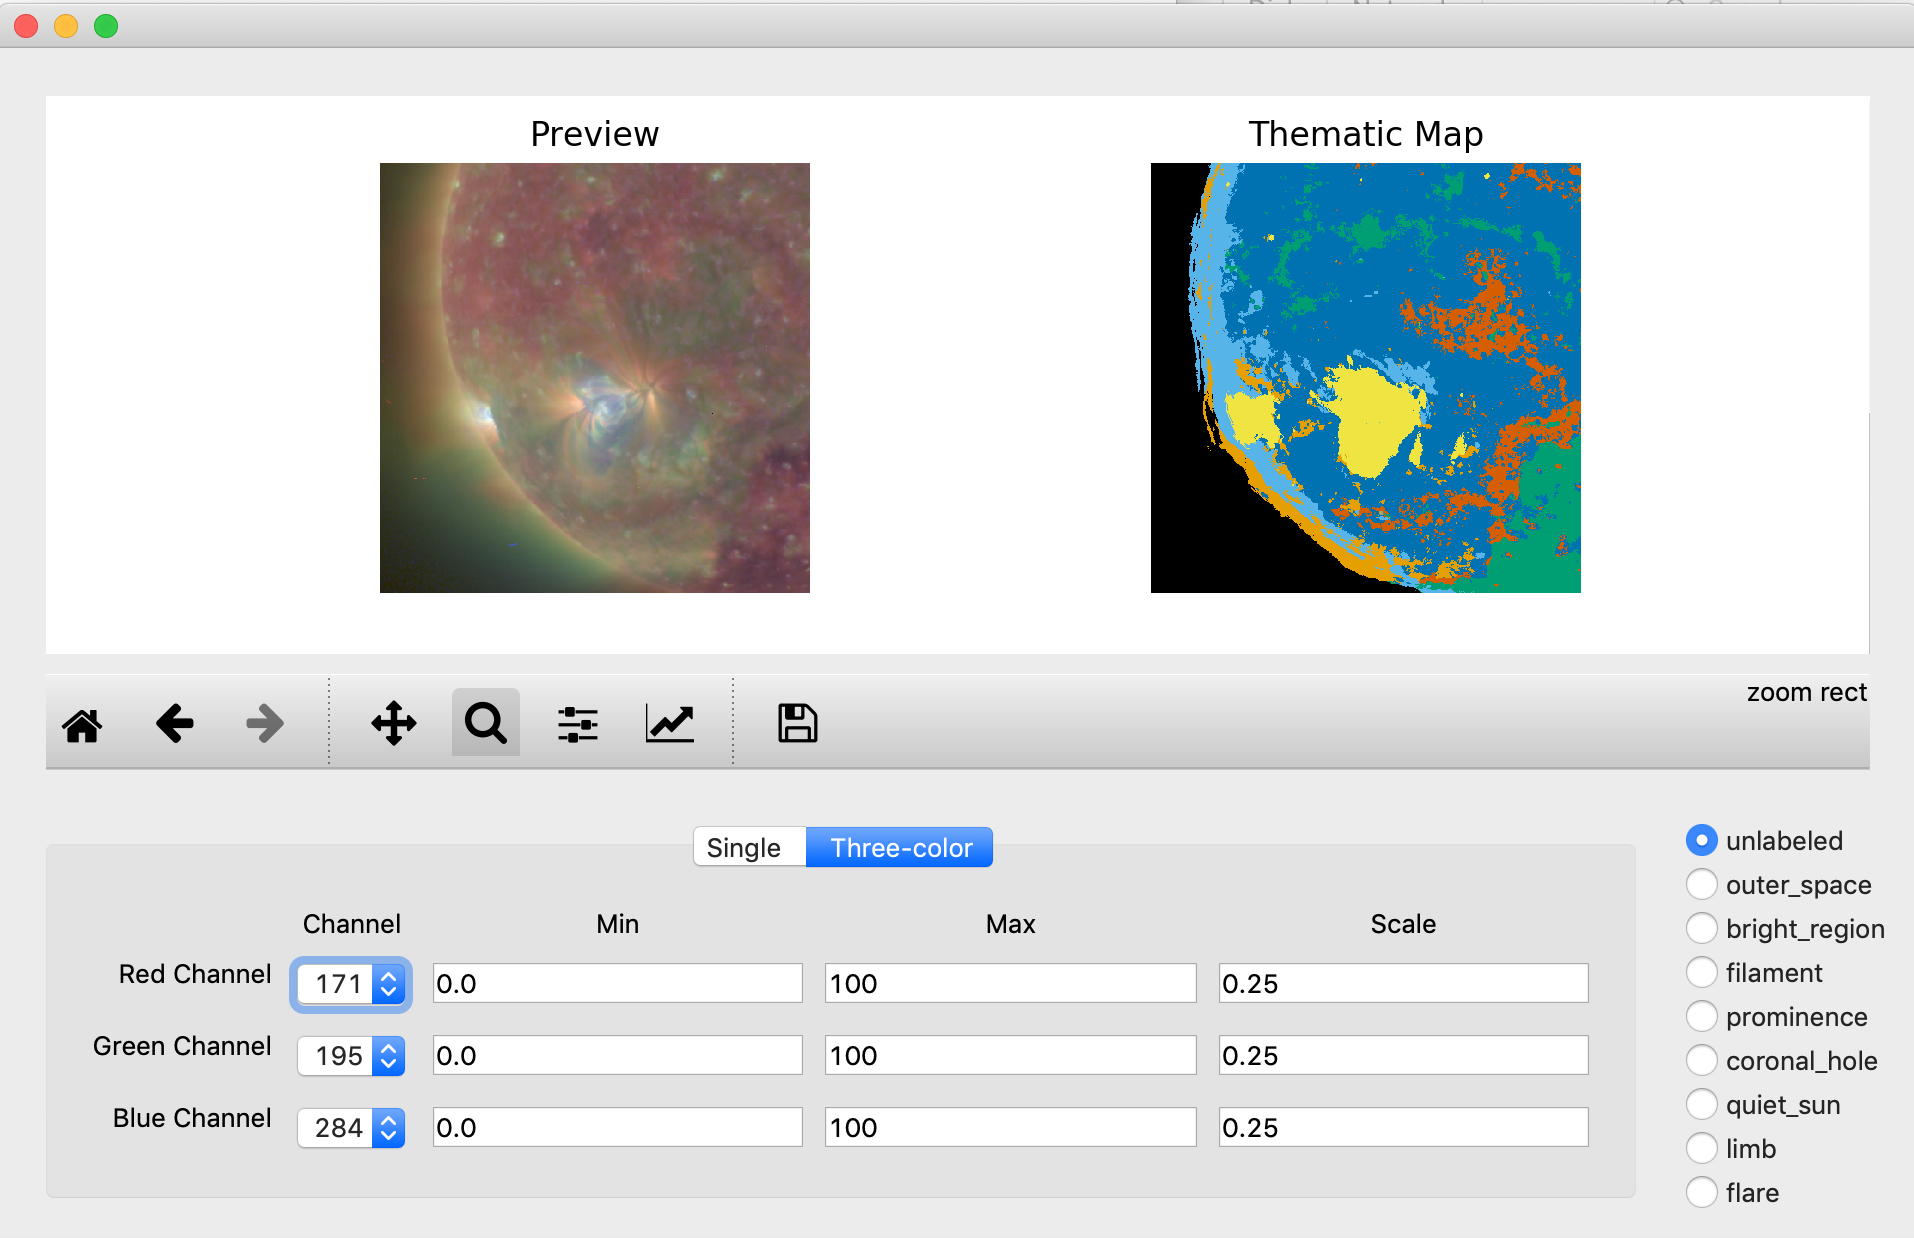 Preview
Thematic Map
zoom rect
Single
Three-color
Channel
Min
Max
Scale
Red Channel
171
0.0
100
0.25
Green Channel
195
0.0
100
0.25
Blue Channel
284
0.0
100
0.25
unlabeled
outer_space
bright_region
filament
prominence
coronal_hole
quiet_sun
limb
flare